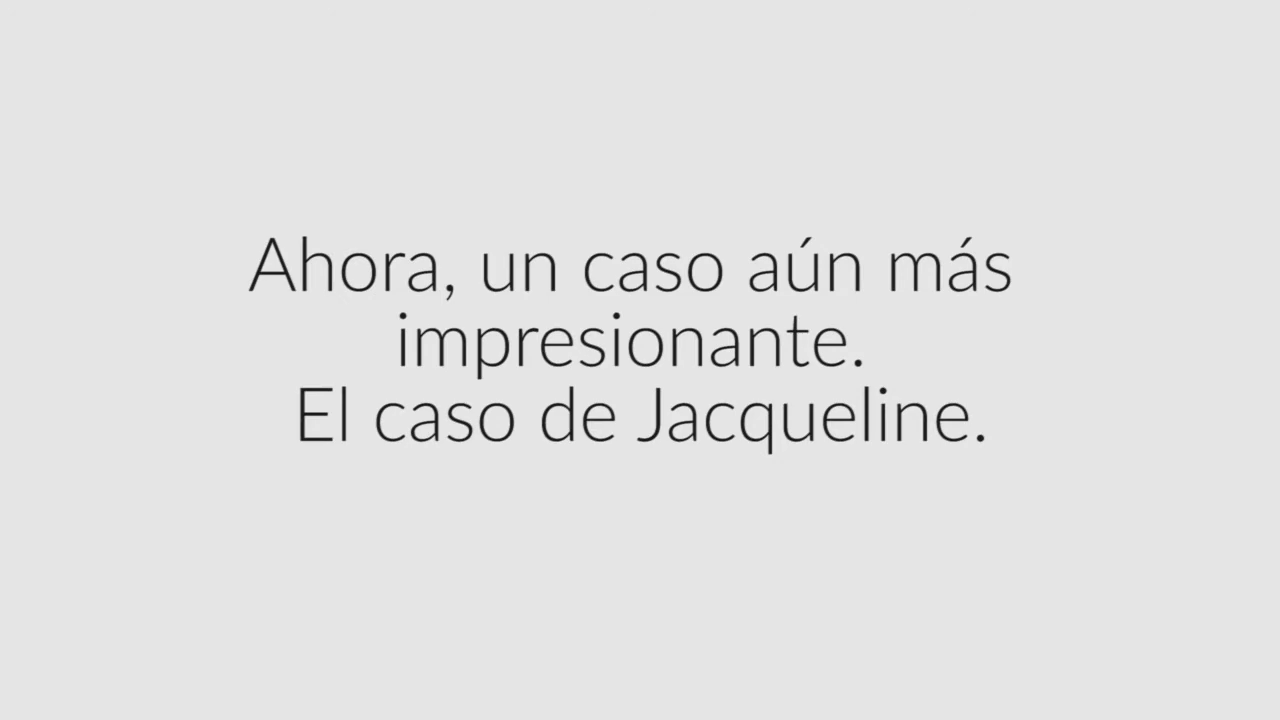 Ahora, un caso aún más
impresionante.
El caso de Jacqueline.